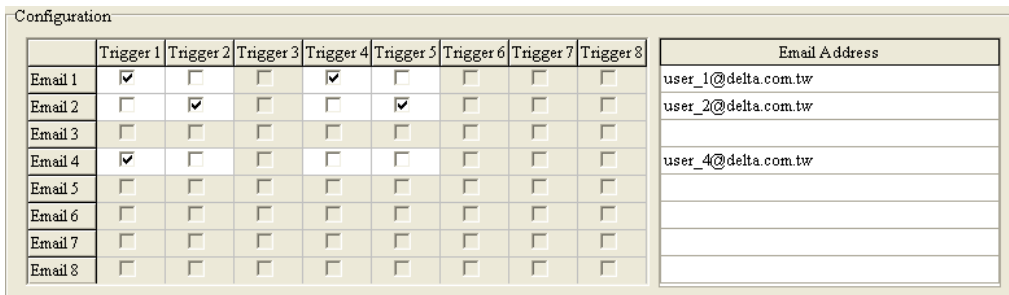 Configuration
Trigger 1 Trigger 2 Trigger 3 Trigger 4 Trigger 5 Trigger 6 Trigger 7 Trigger 8 Email Address
Email 1 user_1@delta.com.tw
Email 2 user_2@delta.com.tw
Email 3
Email 4 user_4@delta.com.tw
Email 5
Email 6
Email 7
Email 8